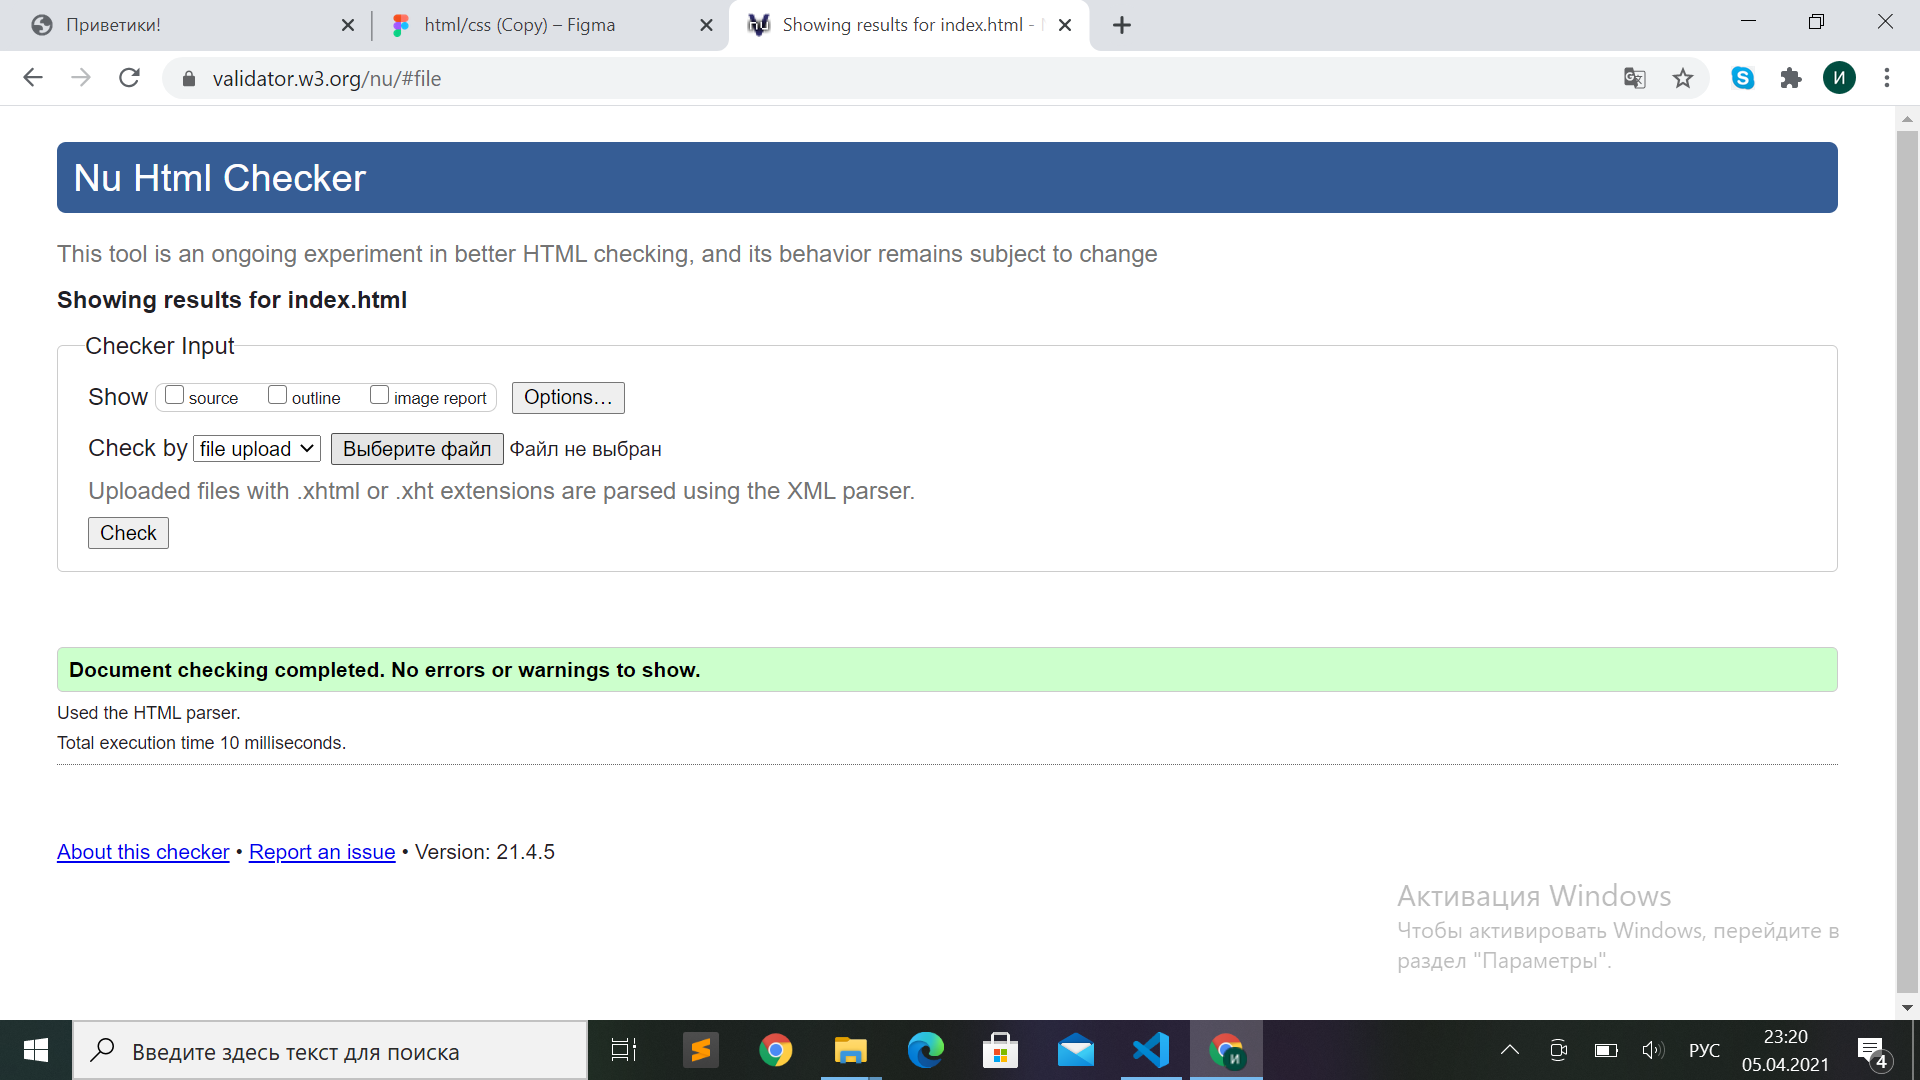 Приветики!
html/css (Copy) – Figma
Showing results for index.html -
validator.w3.org/nu/#file
И
Nu Html Checker
This tool is an ongoing experiment in better HTML checking, and its behavior remains subject to change
Showing results for index.html
Checker Input
Show source outline image report Options…
Check by file upload Выберите файл Файл не выбран
Uploaded files with .xhtml or .xht extensions are parsed using the XML parser.
Check
Document checking completed. No errors or warnings to show.
Used the HTML parser.
Total execution time 10 milliseconds.
About this checker • Report an issue • Version: 21.4.5
Активация Windows
Чтобы активировать Windows, перейдите в
раздел "Параметры".
Введите здесь текст для поиска
РУС
23:20
05.04.2021
4